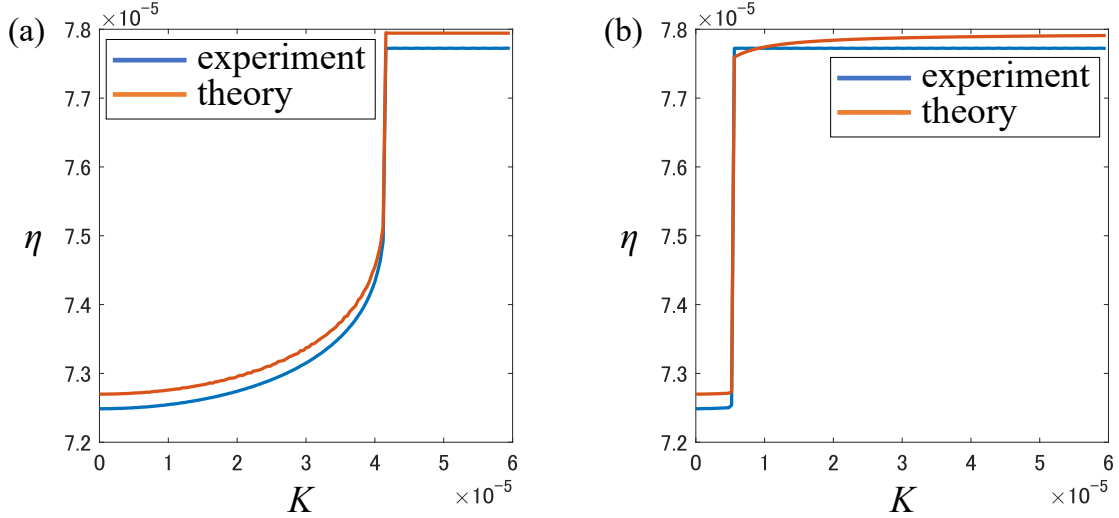 (a)
×10⁻⁵
7.8
7.7
7.6
7.5
7.4
7.3
7.2
η
experiment
theory
0 1 2 3 4 5 6
K
×10⁻⁵
(b)
×10⁻⁵
7.8
7.7
7.6
7.5
7.4
7.3
7.2
η
experiment
theory
0 1 2 3 4 5 6
K
×10⁻⁵